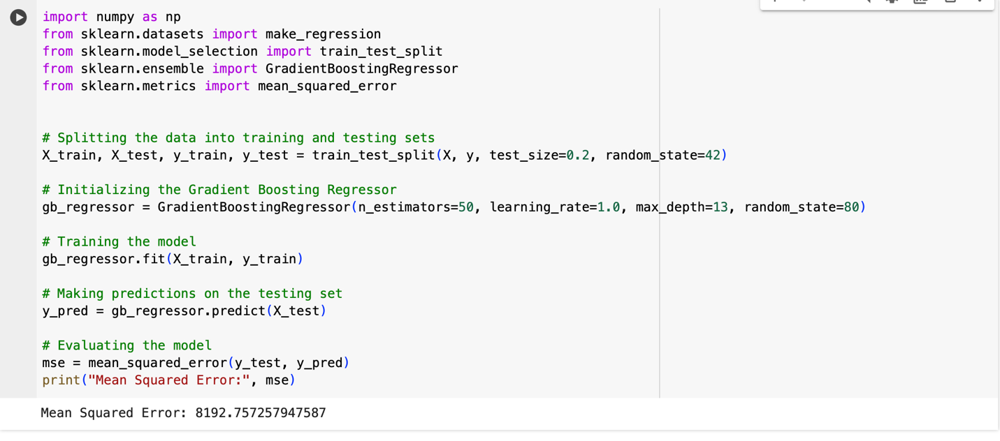 import numpy as np
from sklearn.datasets import make_regression
from sklearn.model_selection import train_test_split
from sklearn.ensemble import GradientBoostingRegressor
from sklearn.metrics import mean_squared_error
# Splitting the data into training and testing sets
X_train, X_test, y_train, y_test = train_test_split(X, y, test_size=0.2, random_state=42)
# Initializing the Gradient Boosting Regressor
gb_regressor = GradientBoostingRegressor(n_estimators=50, learning_rate=1.0, max_depth=13, random_state=80)
# Training the model
gb_regressor.fit(X_train, y_train)
# Making predictions on the testing set
y_pred = gb_regressor.predict(X_test)
# Evaluating the model
mse = mean_squared_error(y_test, y_pred)
print("Mean Squared Error:", mse)
Mean Squared Error: 8192.757257947587